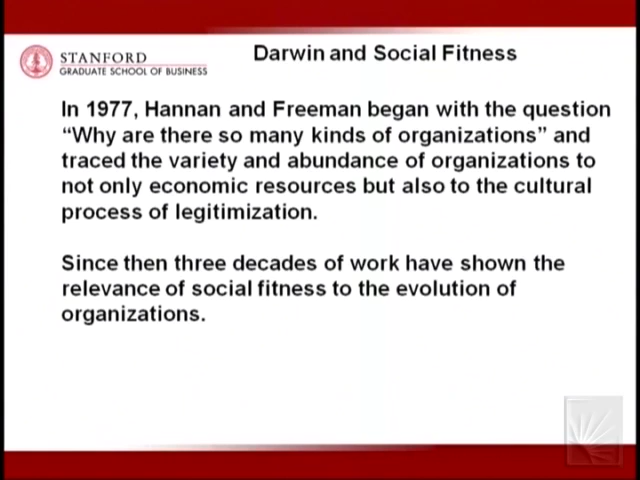 STANFORD
GRADUATE SCHOOL OF BUSINESS
Darwin and Social Fitness
In 1977, Hannan and Freeman began with the question
“Why are there so many kinds of organizations” and
traced the variety and abundance of organizations to
not only economic resources but also to the cultural
process of legitimization.
Since then three decades of work have shown the
relevance of social fitness to the evolution of
organizations.